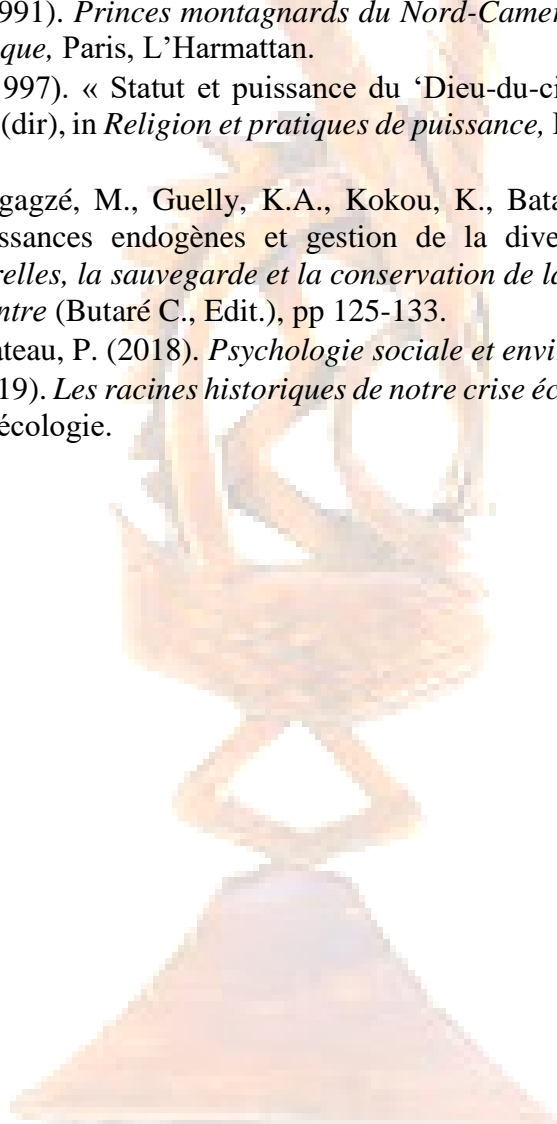 991). Princes montagnards du Nord-Camer
que, Paris, L’Harmattan.
997). « Statut et puissance du ‘Dieu-du-ci
(dir), in Religion et pratiques de puissance,
gagzé, M., Guelly, K.A., Kokou, K., Bata
ssances endogènes et gestion de la dive
relles, la sauvegarde et la conservation de la
ntre (Butaré C., Edit.), pp 125-133.
ateau, P. (2018). Psychologie sociale et envi
19). Les racines historiques de notre crise éc
écologie.